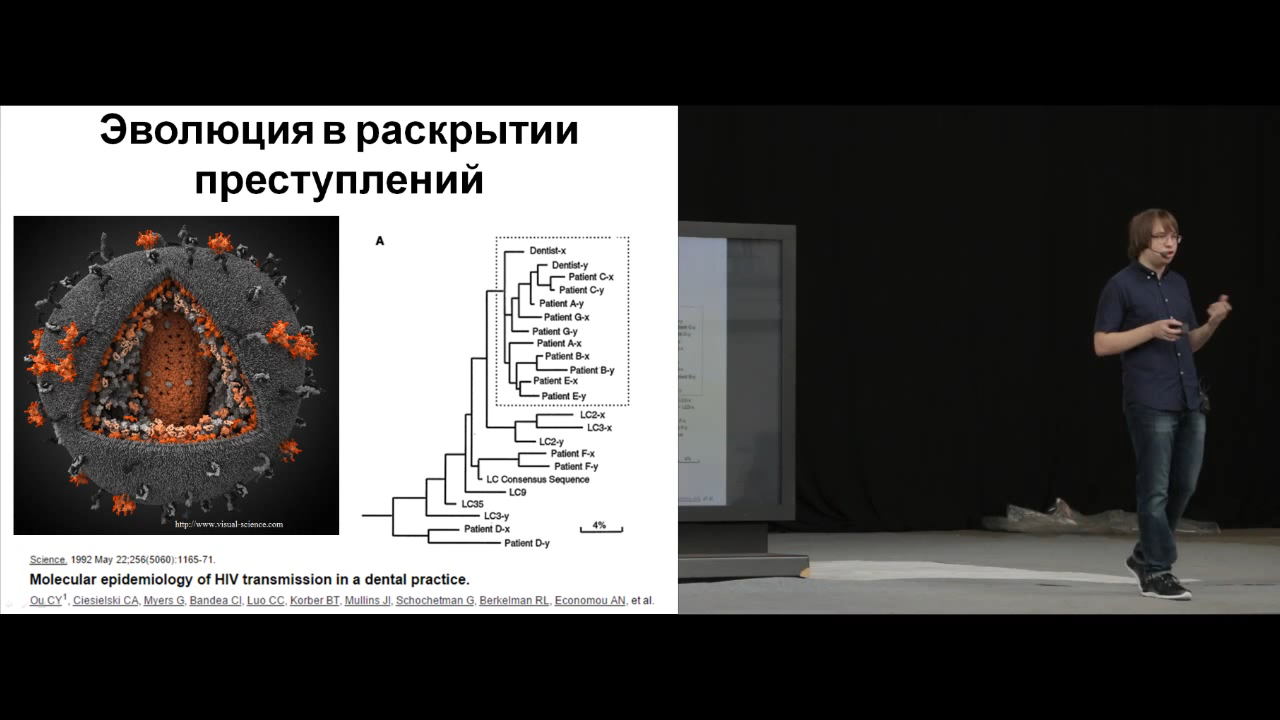 Эволюция в раскрытии
преступлений
A
Dentist-x
Dentist-y
Patient C-x
Patient C-y
Patient A-y
Patient G-x
Patient G-y
Patient A-x
Patient B-x
Patient B-y
Patient E-x
Patient E-y
LC2-x
LC3-x
LC2-y
Patient F-x
Patient F-y
LC Consensus Sequence
LC9
LC35
LC3-y
Patient D-x
Patient D-y
4%
http://www.visual-science.com
Science. 1992 May 22;256(5060):1165-71.
Molecular epidemiology of HIV transmission in a dental practice.
Ou CY1, Ciesielski CA, Myers G, Bandea CI, Luo CC, Korber BT, Mullins JI, Schochetman G, Berkelman RL, Economou AN, et al.